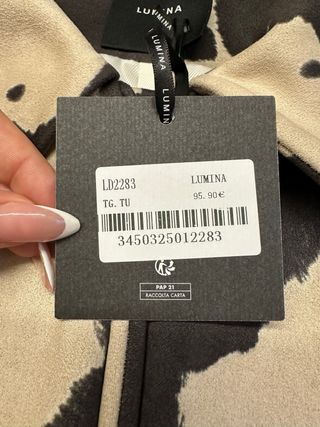 LUMINA
LUMINA
LUMINA
LD2283 LUMINA
TG. TU 95.90€
3450325012283
PAP 21
RACCOLTA CARTA